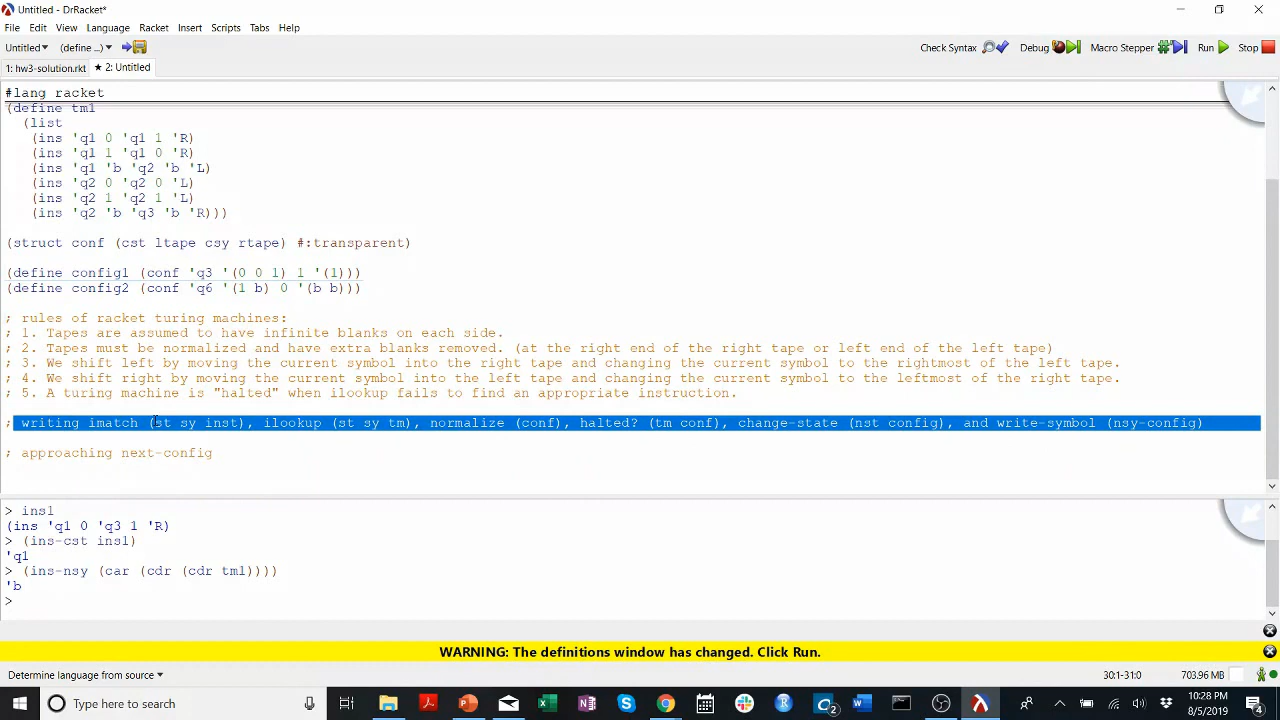 Untitled - DrRacket*
File Edit View Language Racket Insert Scripts Tabs Help
Untitled▾ (define ...)▾ Check Syntax Debug Macro Stepper Run Stop
1: hw3-solution.rkt ★ 2: Untitled
#lang racket
(define tm1
(list
(ins 'q1 0 'q1 1 'R)
(ins 'q1 1 'q1 0 'R)
(ins 'q1 'b 'q2 'b 'L)
(ins 'q2 0 'q2 0 'L)
(ins 'q2 1 'q2 1 'L)
(ins 'q2 'b 'q3 'b 'R)))
(struct conf (cst ltape csy rtape) #:transparent)
(define config1 (conf 'q3 '(0 0 1) 1 '(1)))
(define config2 (conf 'q6 '(1 b) 0 '(b b)))
; rules of racket turing machines:
; 1. Tapes are assumed to have infinite blanks on each side.
; 2. Tapes must be normalized and have extra blanks removed. (at the right end of the right tape or left end of the left tape)
; 3. We shift left by moving the current symbol into the right tape and changing the current symbol to the rightmost of the left tape.
; 4. We shift right by moving the current symbol into the left tape and changing the current symbol to the leftmost of the right tape.
; 5. A turing machine is "halted" when ilookup fails to find an appropriate instruction.
; writing imatch (st sy inst), ilookup (st sy tm), normalize (conf), halted? (tm conf), change-state (nst config), and write-symbol (nsy-config)
; approaching next-config
> ins1
(ins 'q1 0 'q3 1 'R)
> (ins-cst ins1)
'q1
> (ins-nsy (car (cdr (cdr tm1))))
'b
>
WARNING: The definitions window has changed. Click Run.
Determine language from source▾ 30:1-31:0 703.96 MB
Type here to search 10:28 PM
8/5/2019